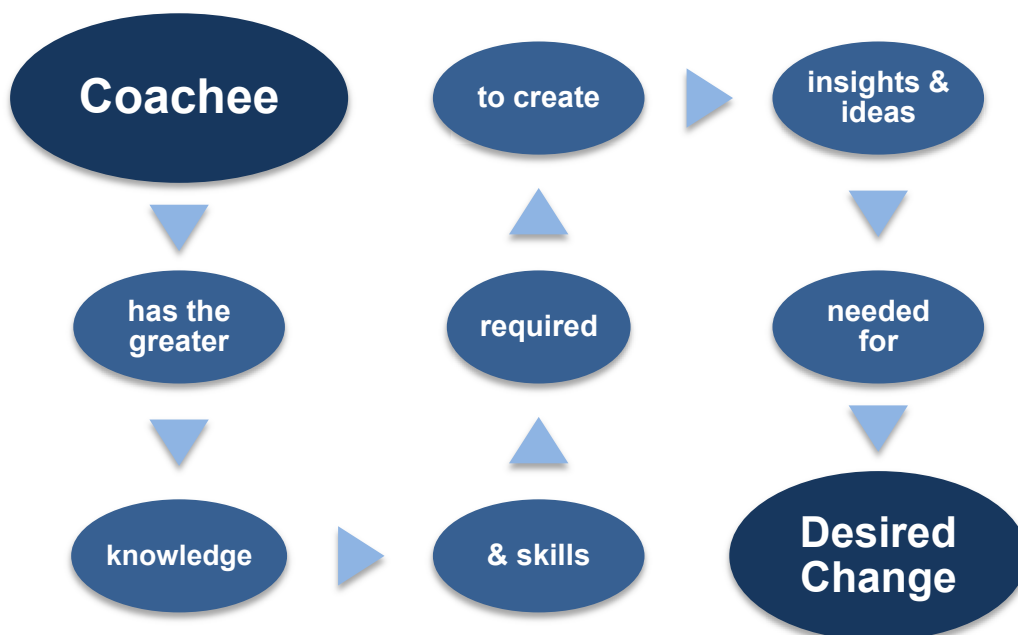 Coachee
has the
greater
knowledge
& skills
required
to create
insights &
ideas
needed
for
Desired
Change